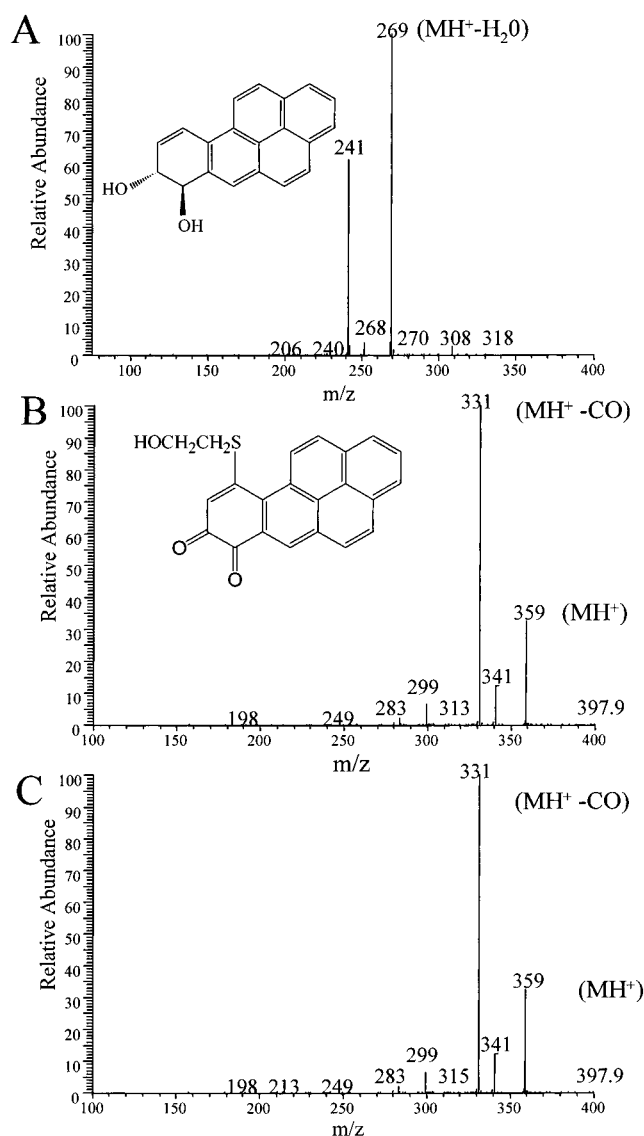 A
269 (MH⁺-H₂0)
100
90
80
70
60
50
40
30
20
10
0
Relative Abundance
241
HO
OH
206 240 268 270 308 318
100 150 200 250 300 350 400
m/z
B
331 (MH⁺ -CO)
100
90
80
70
60
50
40
30
20
10
0
Relative Abundance
HOCH₂CH₂S
O
O
359
(MH⁺)
341
299
198 249 283 313 397.9
100 150 200 250 300 350 400
m/z
C
331
(MH⁺ -CO)
100
90
80
70
60
50
40
30
20
10
0
Relative Abundance
359
(MH⁺)
341
299
198 213 249 283 315 397.9
100 150 200 250 300 350 400
m/z